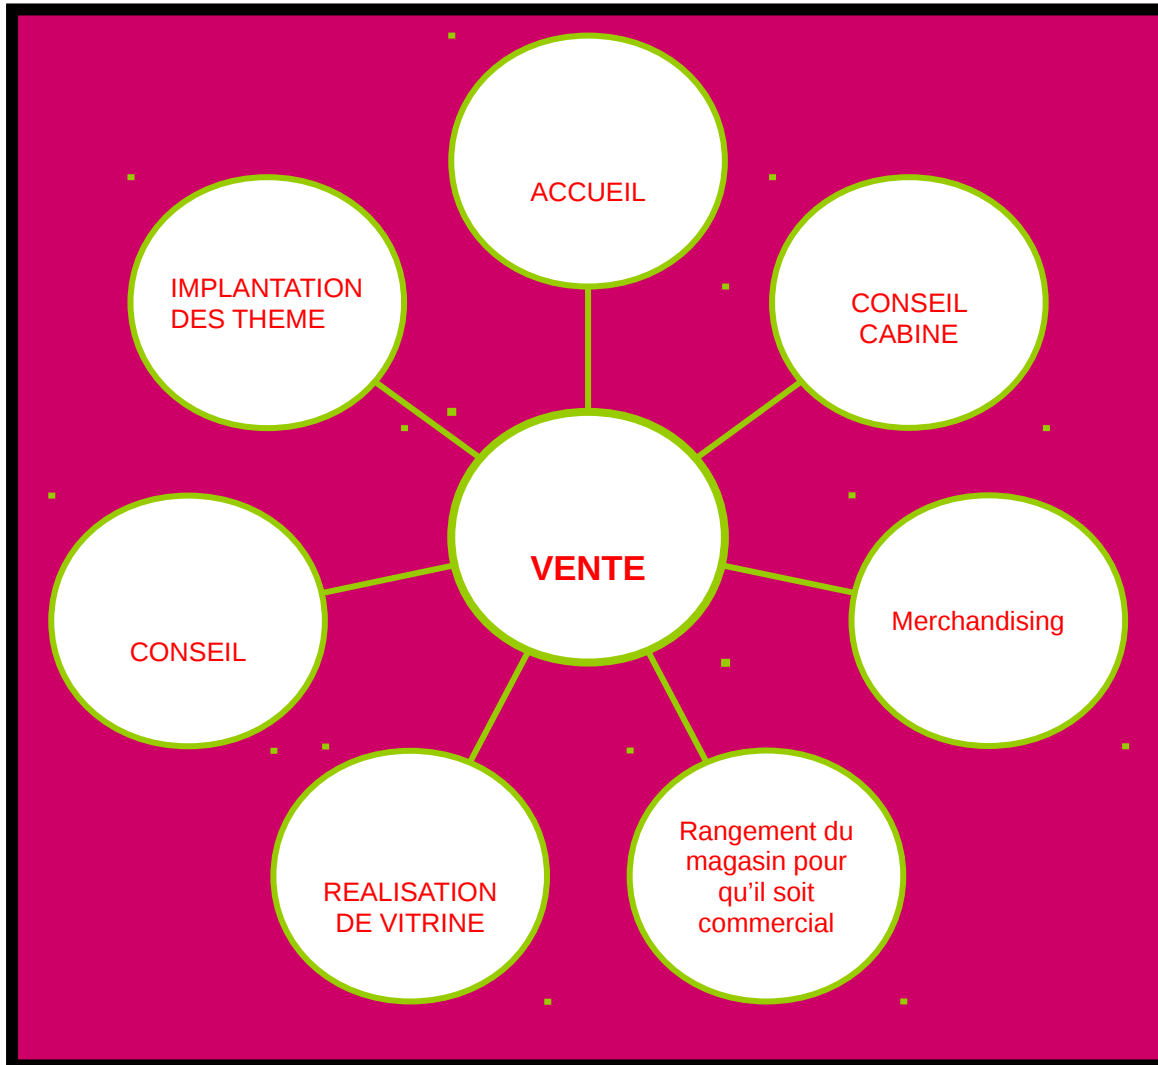 ACCUEIL
IMPLANTATION
DES THEME
CONSEIL
CABINE
VENTE
CONSEIL
Merchandising
REALISATION
DE VITRINE
Rangement du
magasin pour
qu’il soit
commercial